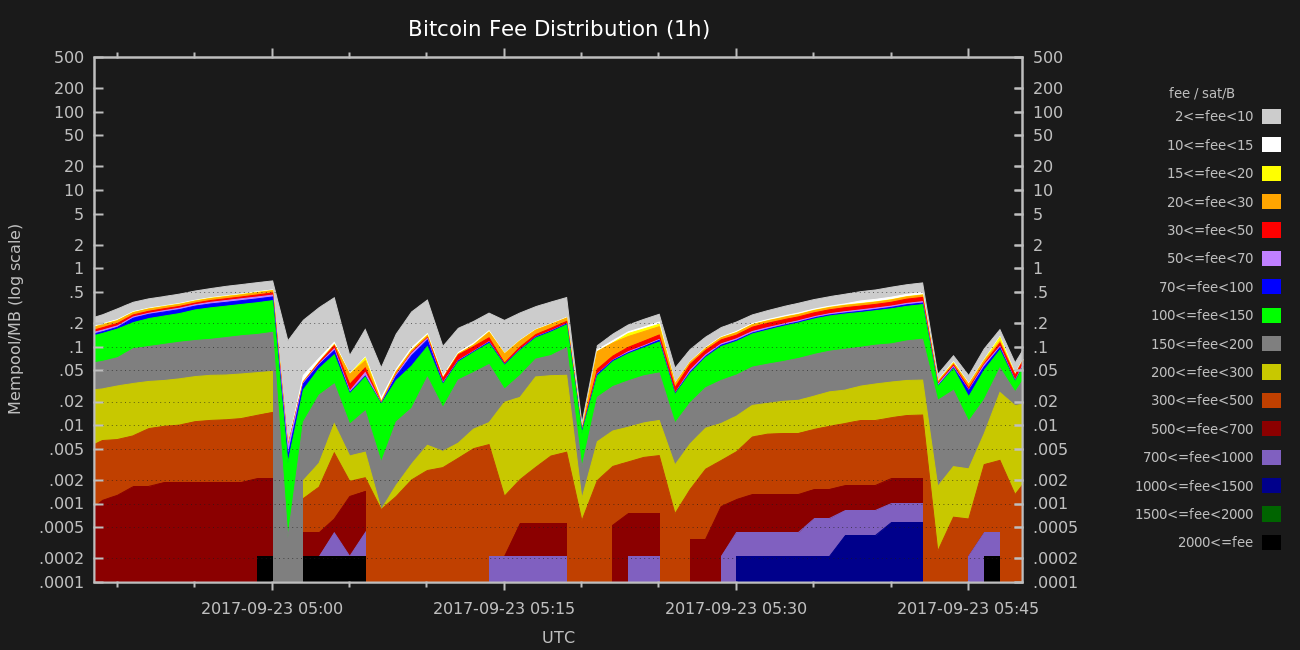 Bitcoin Fee Distribution (1h)
500 500
200 200
100 100
50 50
20 20
10 10
5 5
2 2
1 1
.5 .5
.2 .2
.1 .1
.05 .05
.02 .02
.01 .01
.005 .005
.002 .002
.001 .001
.0005 .0005
.0002 .0002
.0001 .0001
Mempool/MB (log scale)
2017-09-23 05:00 2017-09-23 05:15 2017-09-23 05:30 2017-09-23 05:45
UTC
fee / sat/B
2<=fee<10
10<=fee<15
15<=fee<20
20<=fee<30
30<=fee<50
50<=fee<70
70<=fee<100
100<=fee<150
150<=fee<200
200<=fee<300
300<=fee<500
500<=fee<700
700<=fee<1000
1000<=fee<1500
1500<=fee<2000
2000<=fee